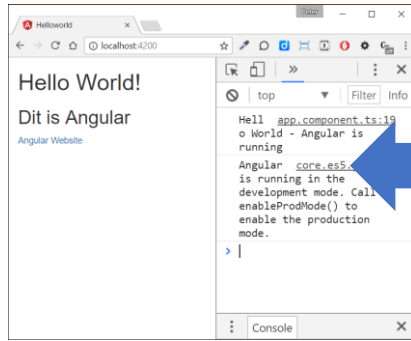 Peter
Helloworld
localhost:4200
top Filter Info
Hello World!
Dit is Angular
Angular Website
Hell app.component.ts:19
o World - Angular is
running
Angular core.es5.
is running in the
development mode. Call
enableProdMode() to
enable the production
mode.
Console